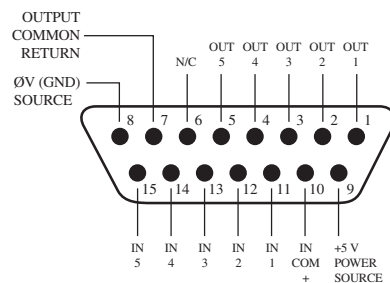 OUTPUT
COMMON
RETURN
ØV (GND)
SOURCE
N/C
OUT OUT OUT OUT OUT
5 4 3 2 1
8 7 6 5 4 3 2 1
15 14 13 12 11 10 9
IN IN IN IN IN IN +5 V
5 4 3 2 1 COM POWER
+ SOURCE